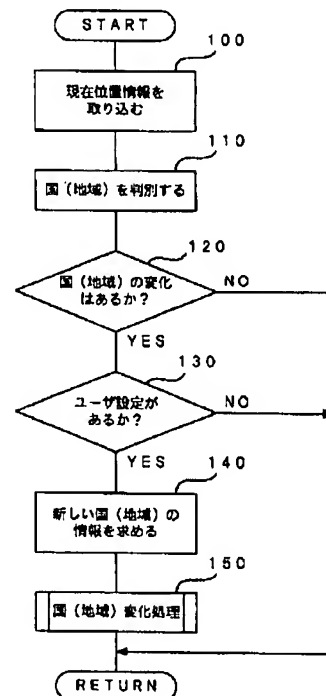 START
100
現在位置情報を
取り込む
110
国(地域)を判別する
120
国(地域)の変化
はあるか?
NO
YES
130
ユーザ設定が
あるか?
NO
YES
140
新しい国(地域)の
情報を求める
150
国(地域)変化処理
RETURN